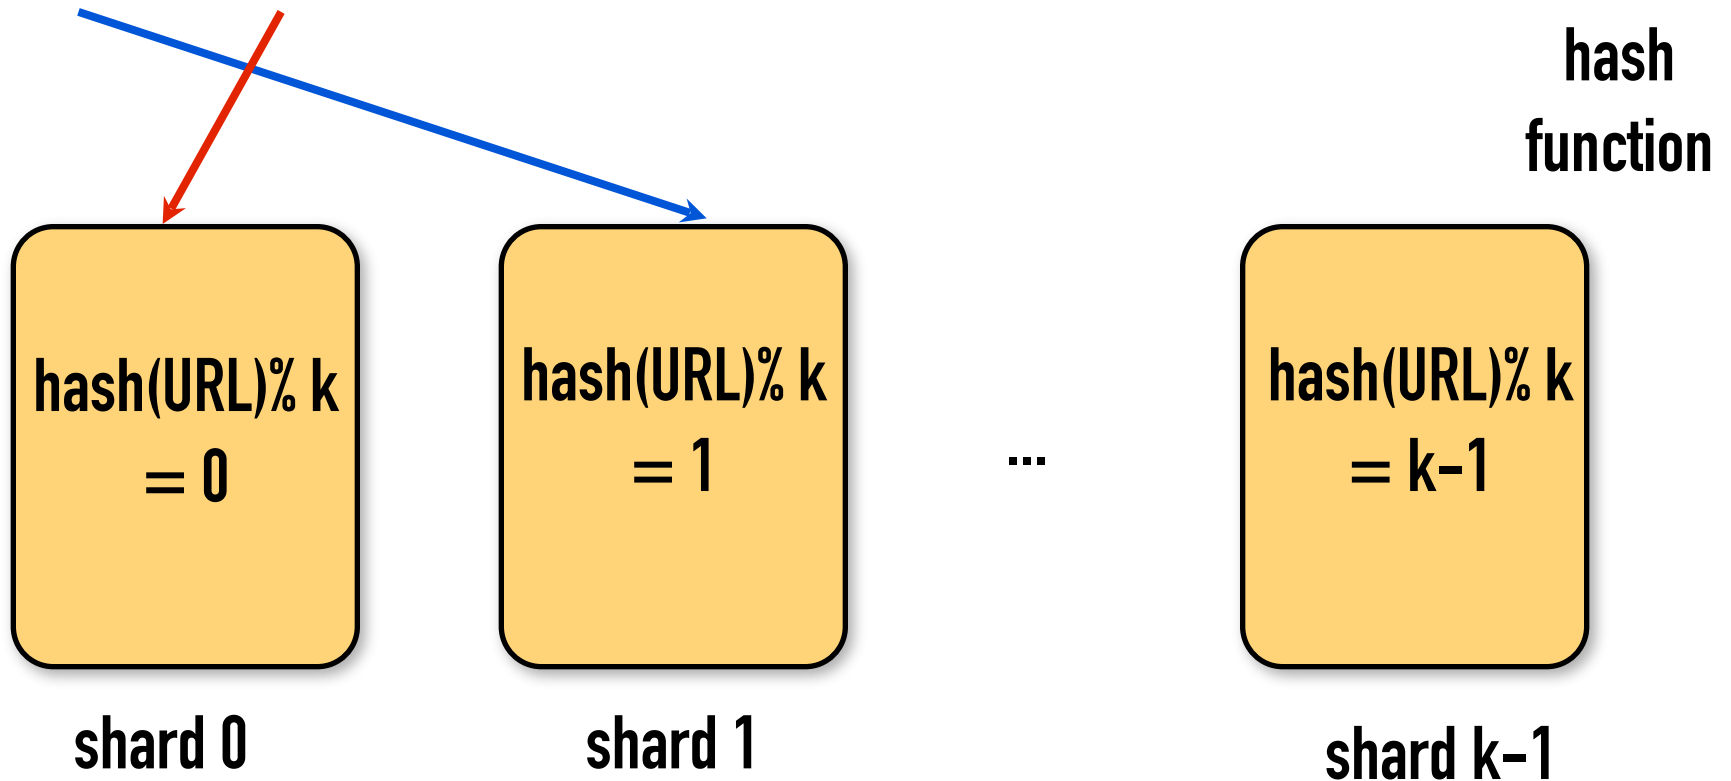 hash
function
hash(URL)% k
= 0
hash(URL)% k
= 1
...
hash(URL)% k
= k-1
shard 0
shard 1
shard k-1